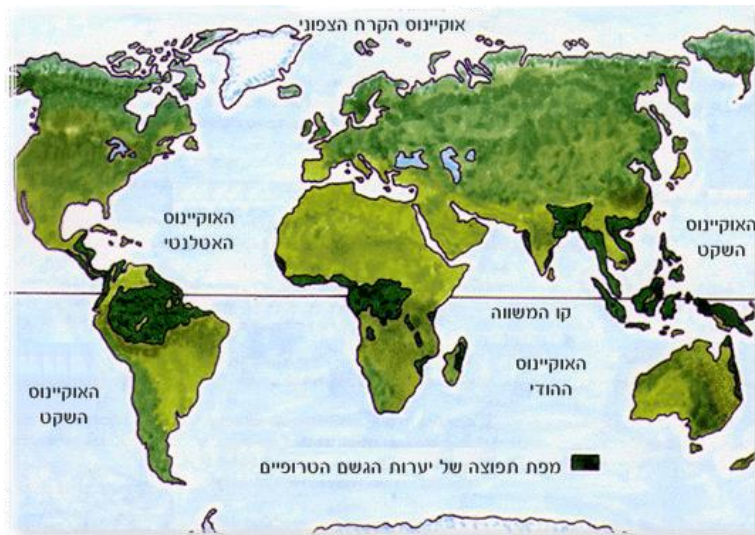 אוקיינוס הקרח הצפוני
האוקיינוס
האטלנטי
האוקיינוס
השקט
קו המשווה
האוקיינוס
ההודי
האוקיינוס
השקט
מפת תפוצה של יערות הגשם הטרופיים